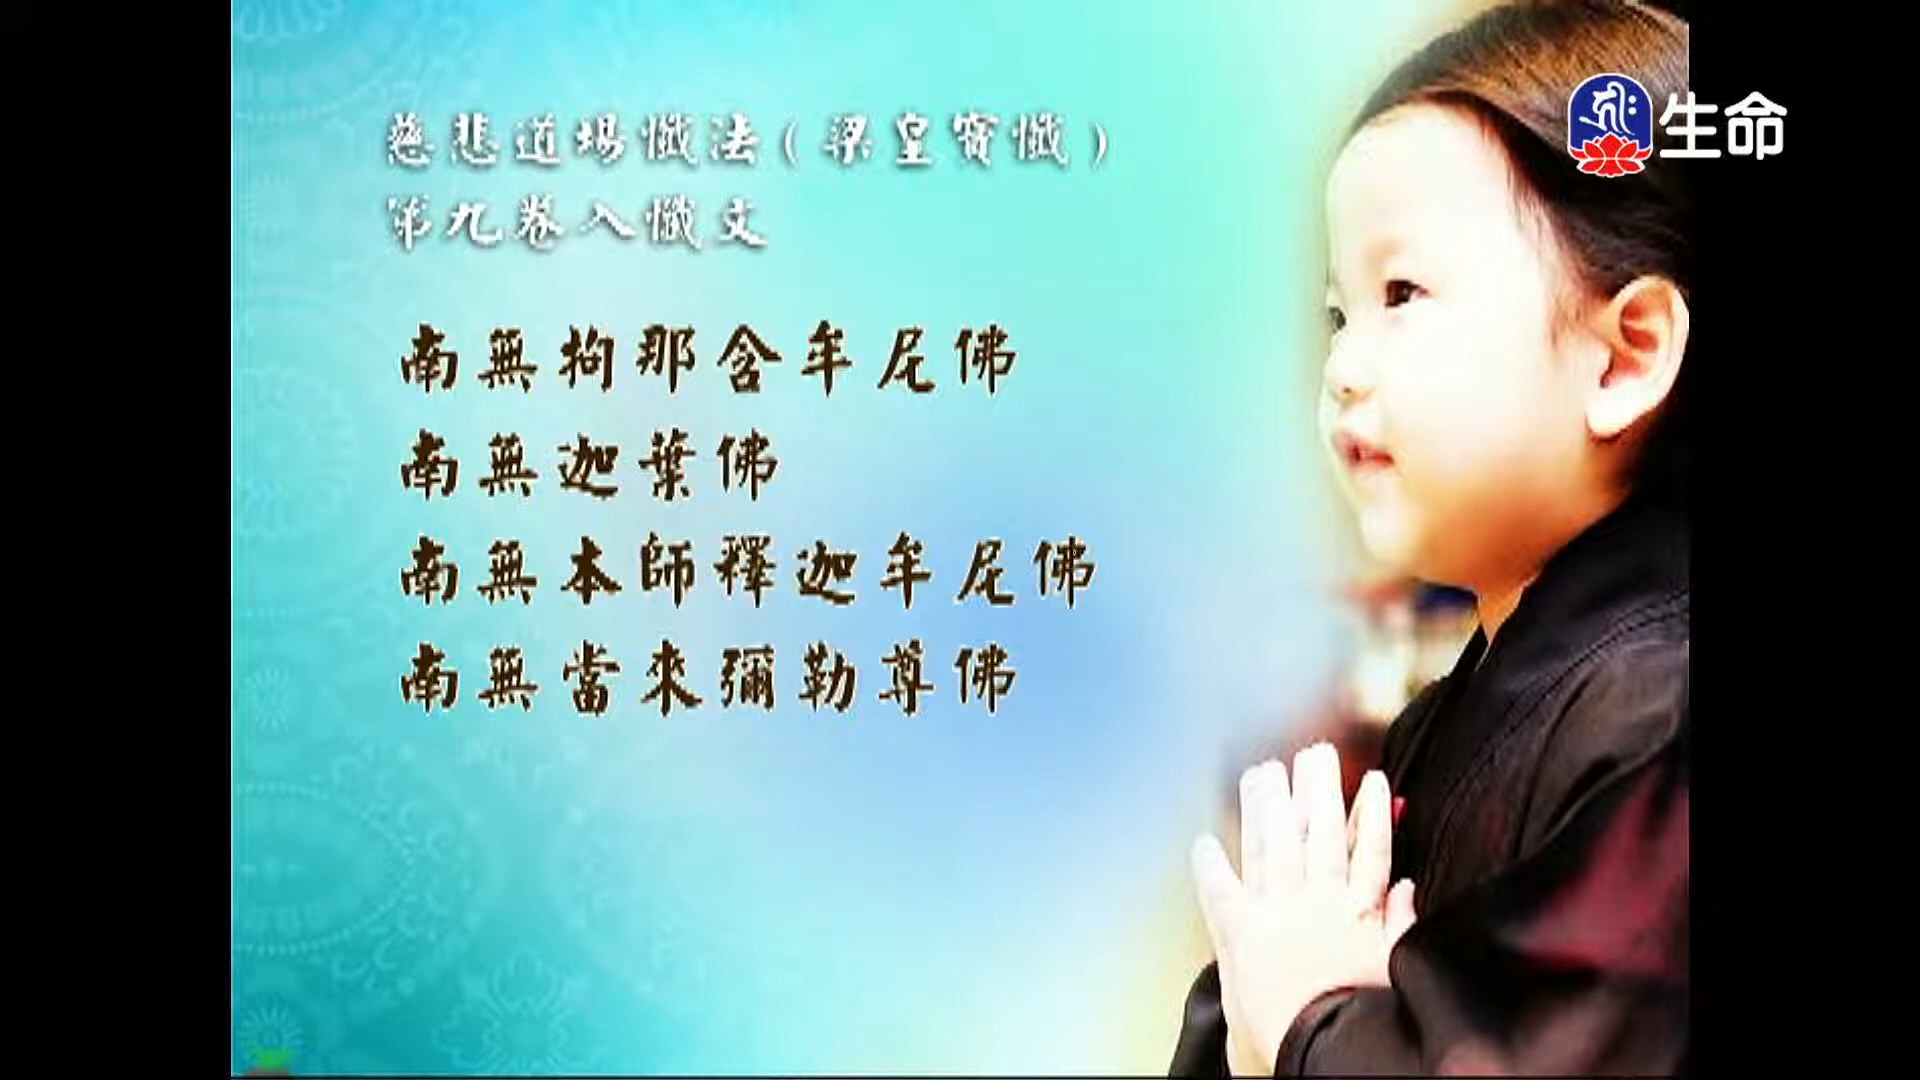 慈悲道場懺法(梁皇寶懺)
第九卷入懺文
南無拘那含牟尼佛
南無迦葉佛
南無本師釋迦牟尼佛
南無當來彌勒尊佛
生命